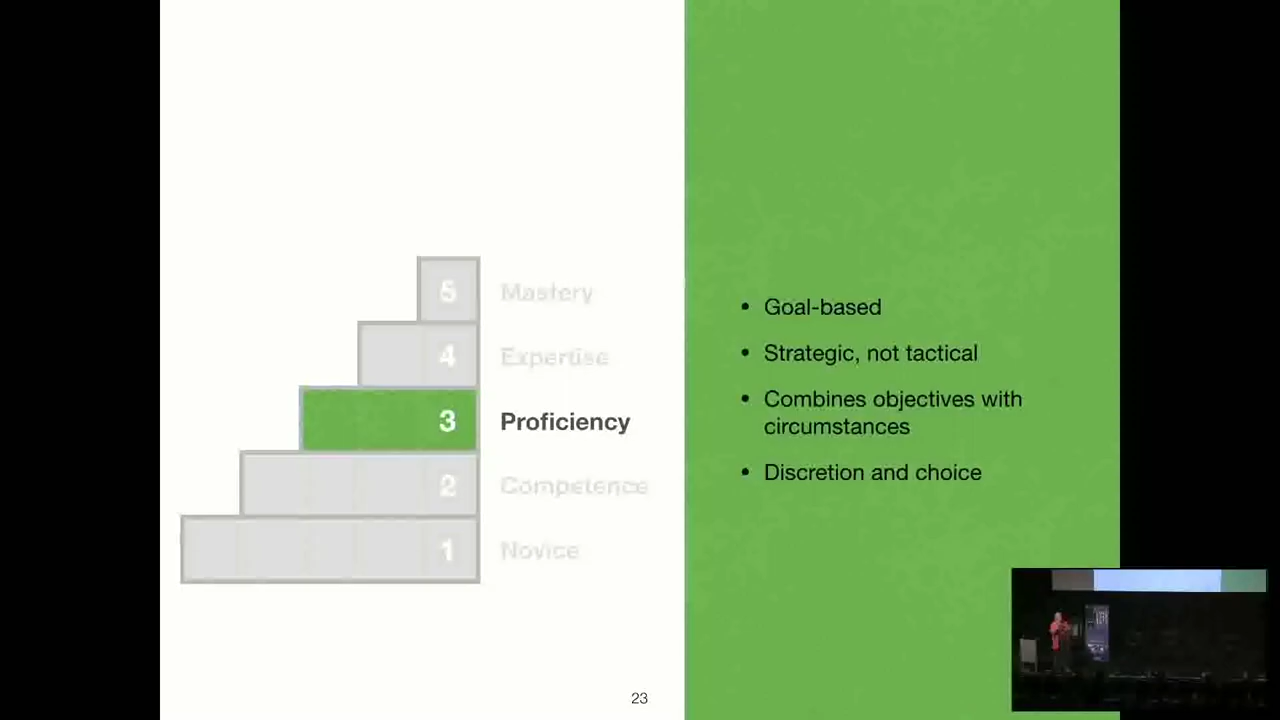 5 Mastery
4 Expertise
3 Proficiency
2 Competence
1 Novice
• Goal-based
• Strategic, not tactical
• Combines objectives with
circumstances
• Discretion and choice
23